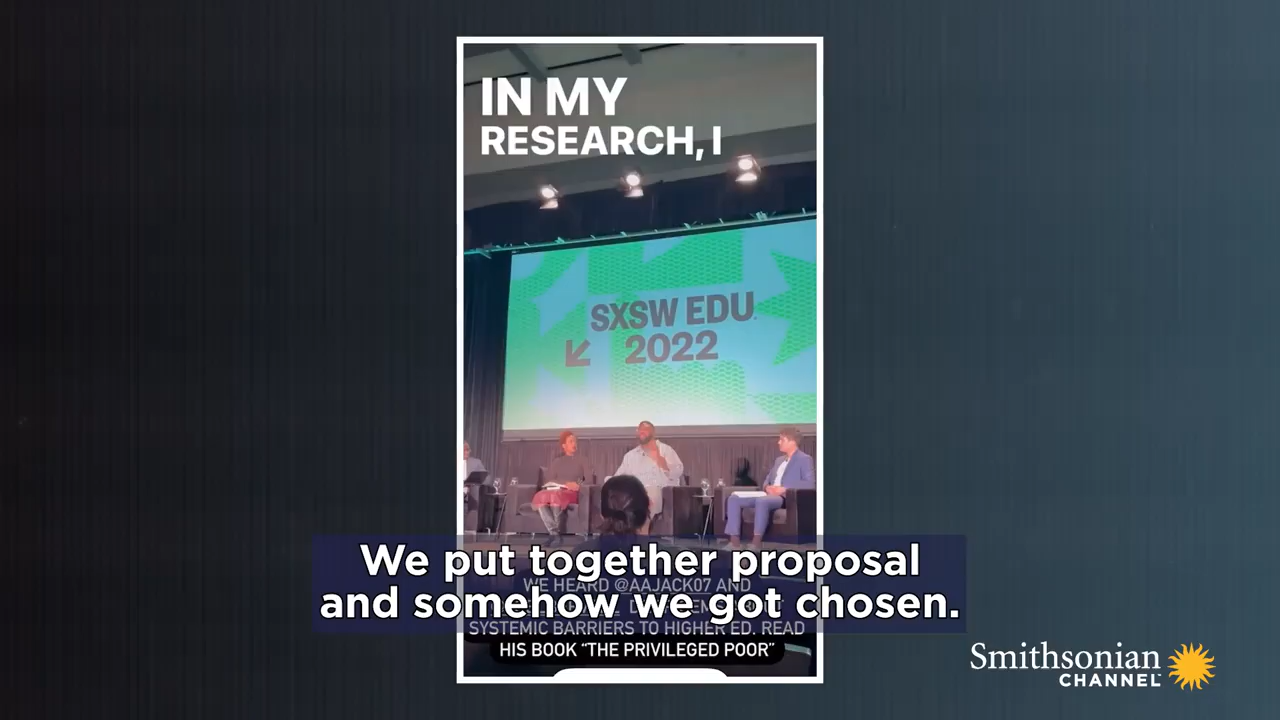 IN MY
RESEARCH, I
SXSW EDU
2022
We put together proposal
and somehow we got chosen.
WE HEARD @AAJACK07 AND
SYSTEMIC BARRIERS TO HIGHER ED. READ
HIS BOOK “THE PRIVILEGED POOR”
Smithsonian
CHANNEL